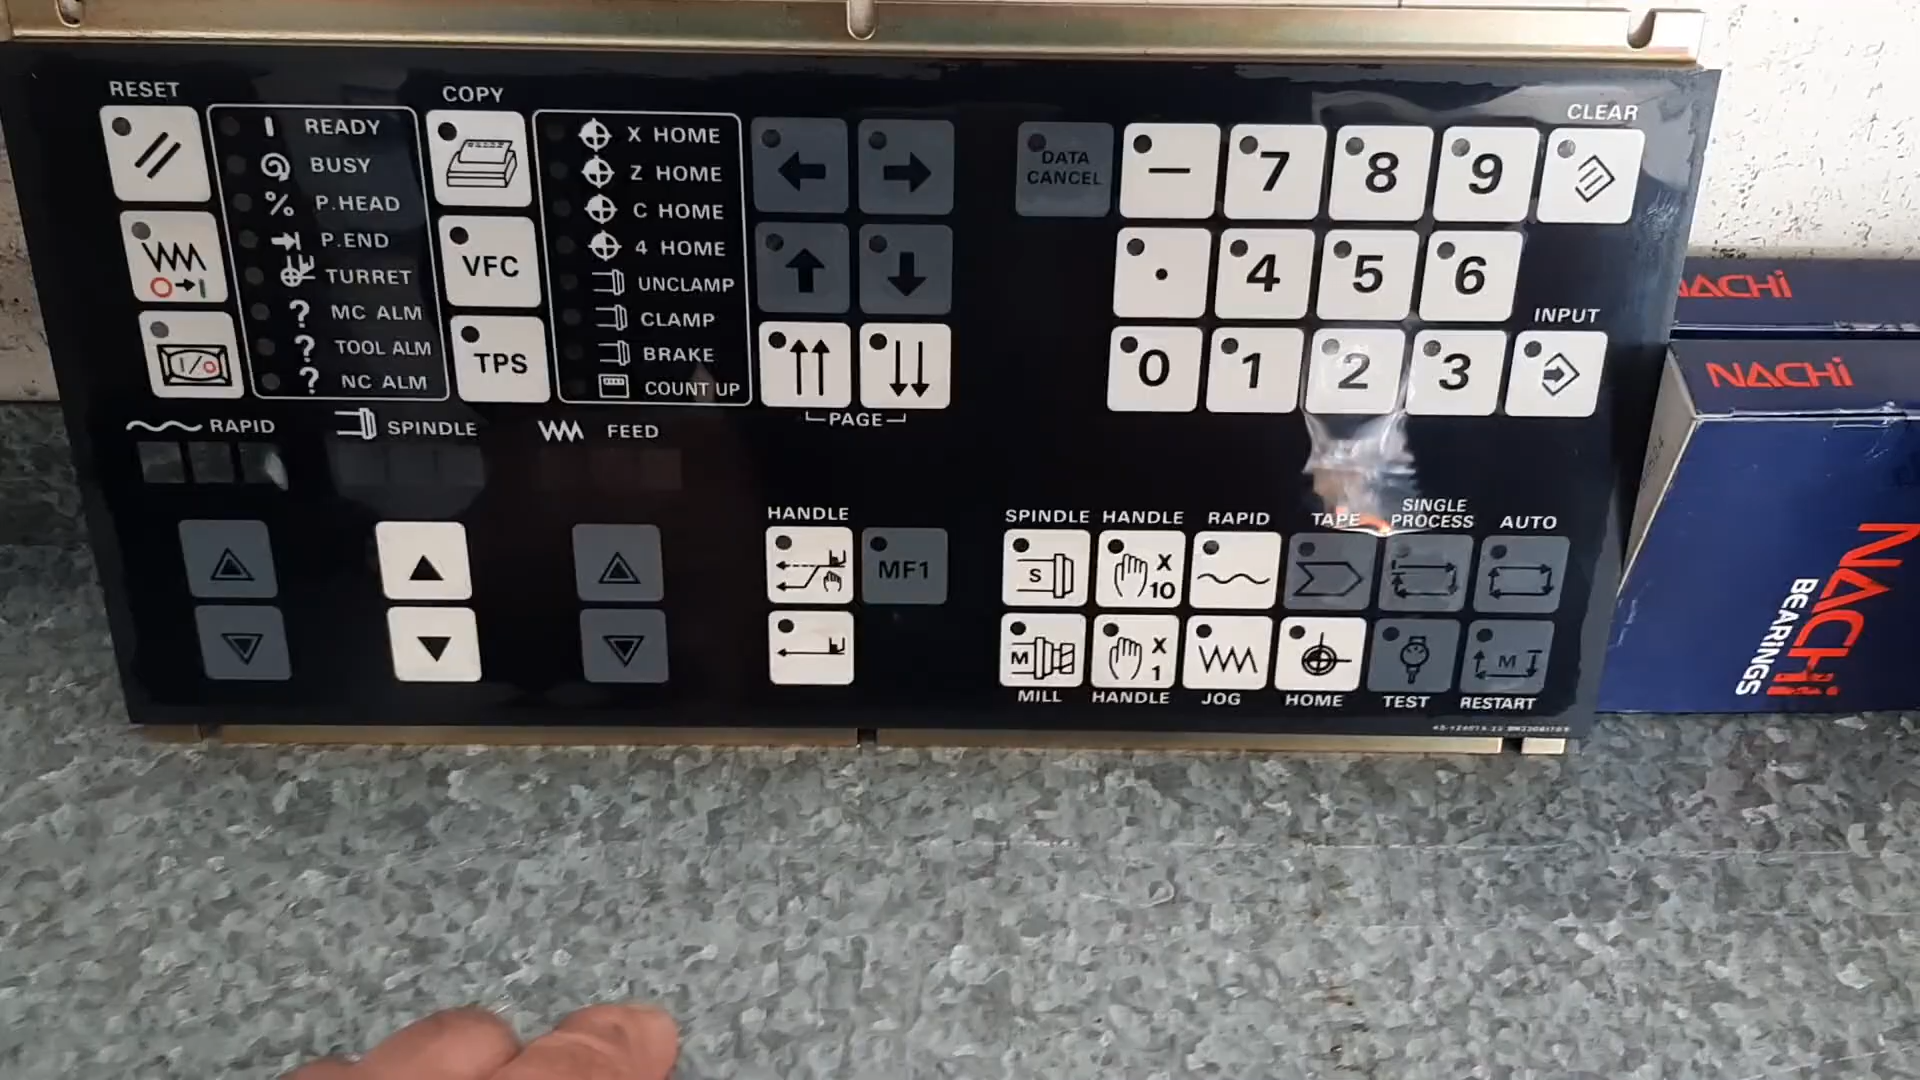 RESET
COPY
CLEAR
READY
BUSY
P.HEAD
P.END
TURRET
MC ALM
TOOL ALM
NC ALM
I/O
VFC
TPS
X HOME
Z HOME
C HOME
4 HOME
UNCLAMP
CLAMP
BRAKE
COUNT UP
PAGE
DATA
CANCEL
— 7 8 9
. 4 5 6
INPUT
0 1 2 3
RAPID SPINDLE FEED
HANDLE
MF1
SPINDLE HANDLE RAPID TAPE SINGLE PROCESS AUTO
S
X
10
M
X
1
M
MILL HANDLE JOG HOME TEST RESTART
NACHi
NACHi
NACHi
BEARINGS